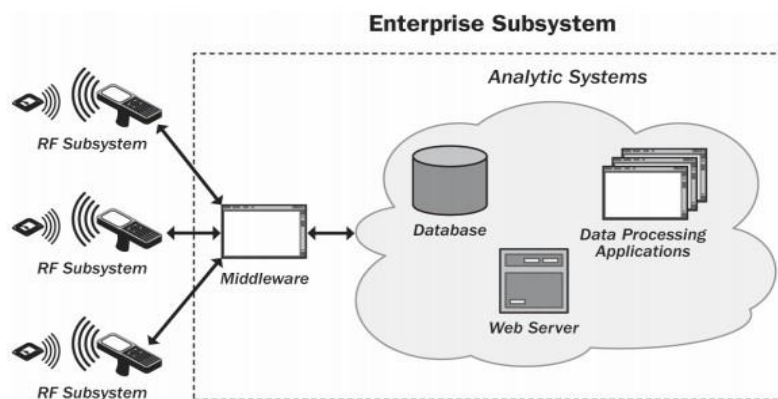 Enterprise Subsystem
Analytic Systems
RF Subsystem
RF Subsystem
RF Subsystem
Middleware
Database
Data Processing
Applications
Web Server